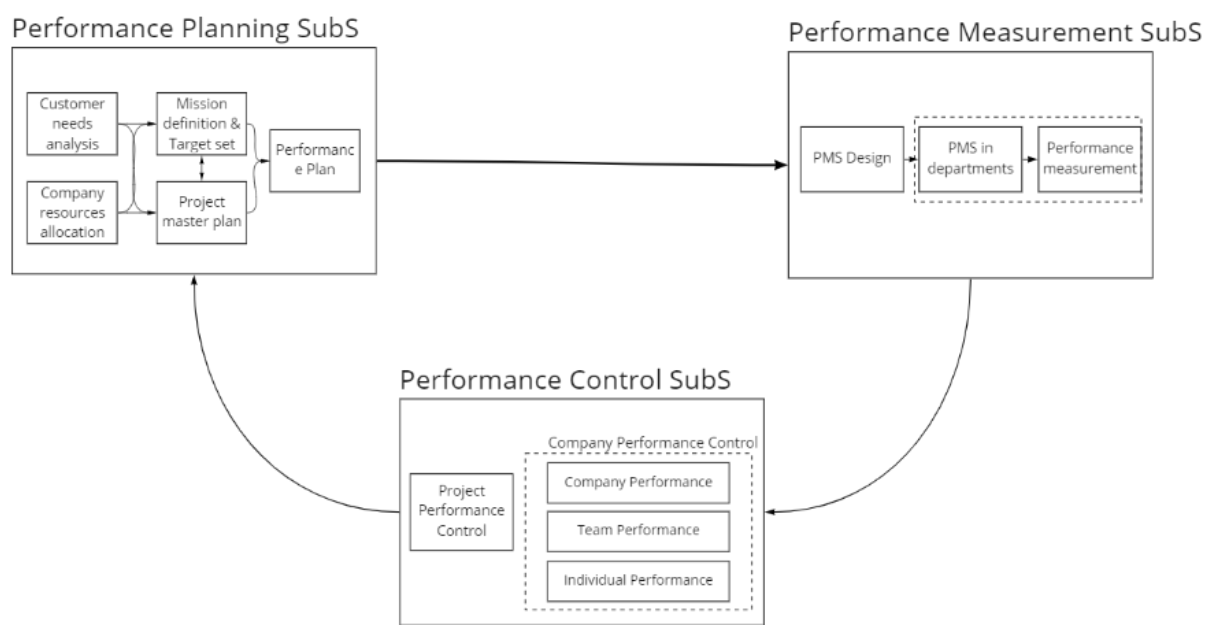 Performance Planning SubS
Customer
needs
analysis
Mission
definition &
Target set
Performanc
e Plan
Company
resources
allocation
Project
master plan
Performance Measurement SubS
PMS Design
PMS in
departments
Performance
measurement
Performance Control SubS
Project
Performance
Control
Company Performance Control
Company Performance
Team Performance
Individual Performance